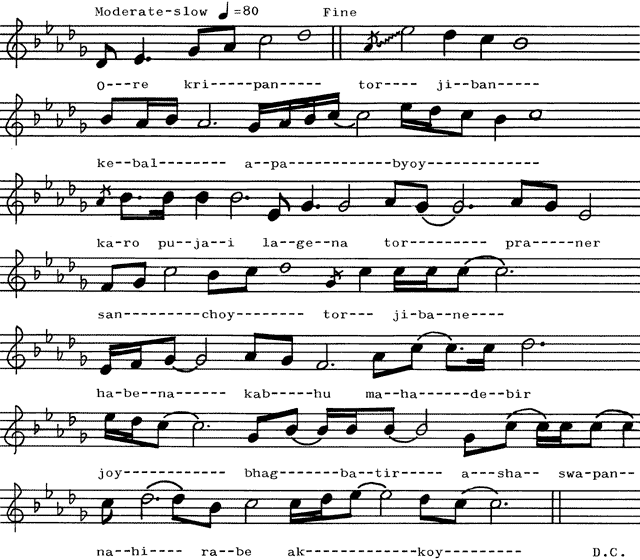 Moderate-slow ♩=80 Fine
O---re kri-pan----- tor--- ji-ban-----
ke-bal-------- a-pa-------------byoy--------------
ka-ro pu-ja-i la-ge-na tor---------- pra---ner
san---------choy-------- tor--- ji-ba-ne----
ha-be-na------ kab---hu ma-ha----de-bir
joy------------- bhag--------ba-tir----- a-sha-- swa-pan--
na-hi--- ra-be ak-------------koy---------- D.C.